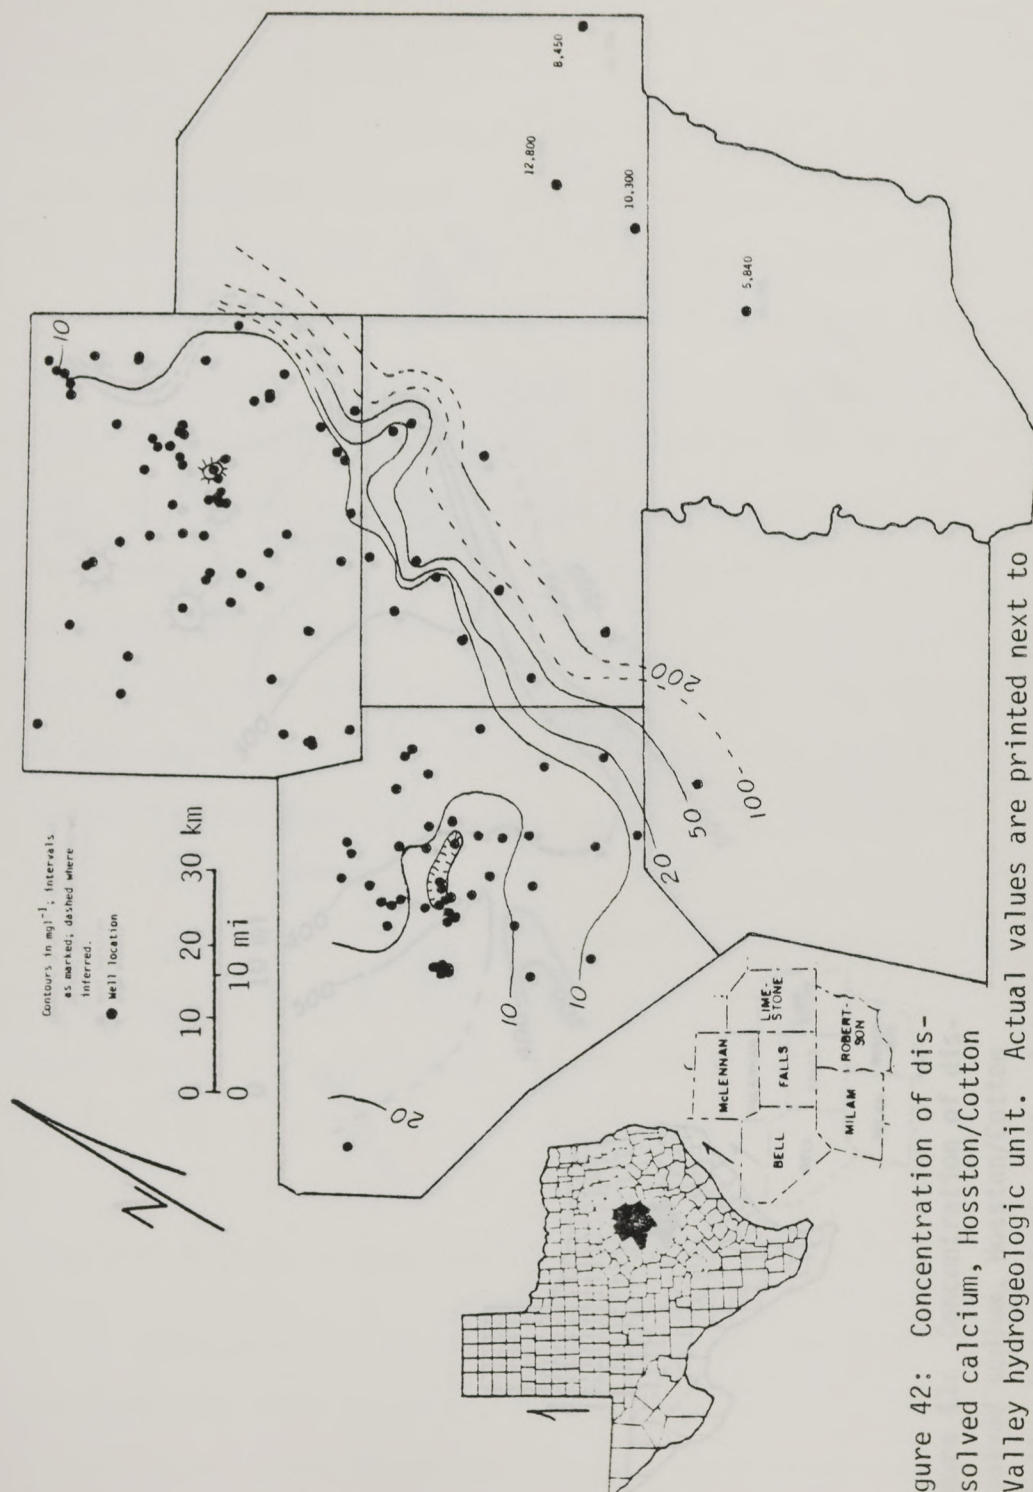 Contours in mgl⁻¹; intervals
as marked; dashed where
inferred.
● Well location
0 10 20 30 km
0 10 mi
N
10
10
10
20
20
50
100
200
8,450
12,800
10,300
5,840
McLENNAN
LIME-
STONE
FALLS
BELL
ROBERT-
SON
MILAM
gure 42: Concentration of dis-
solved calcium, Hosston/Cotton
Valley hydrogeologic unit. Actual values are printed next to